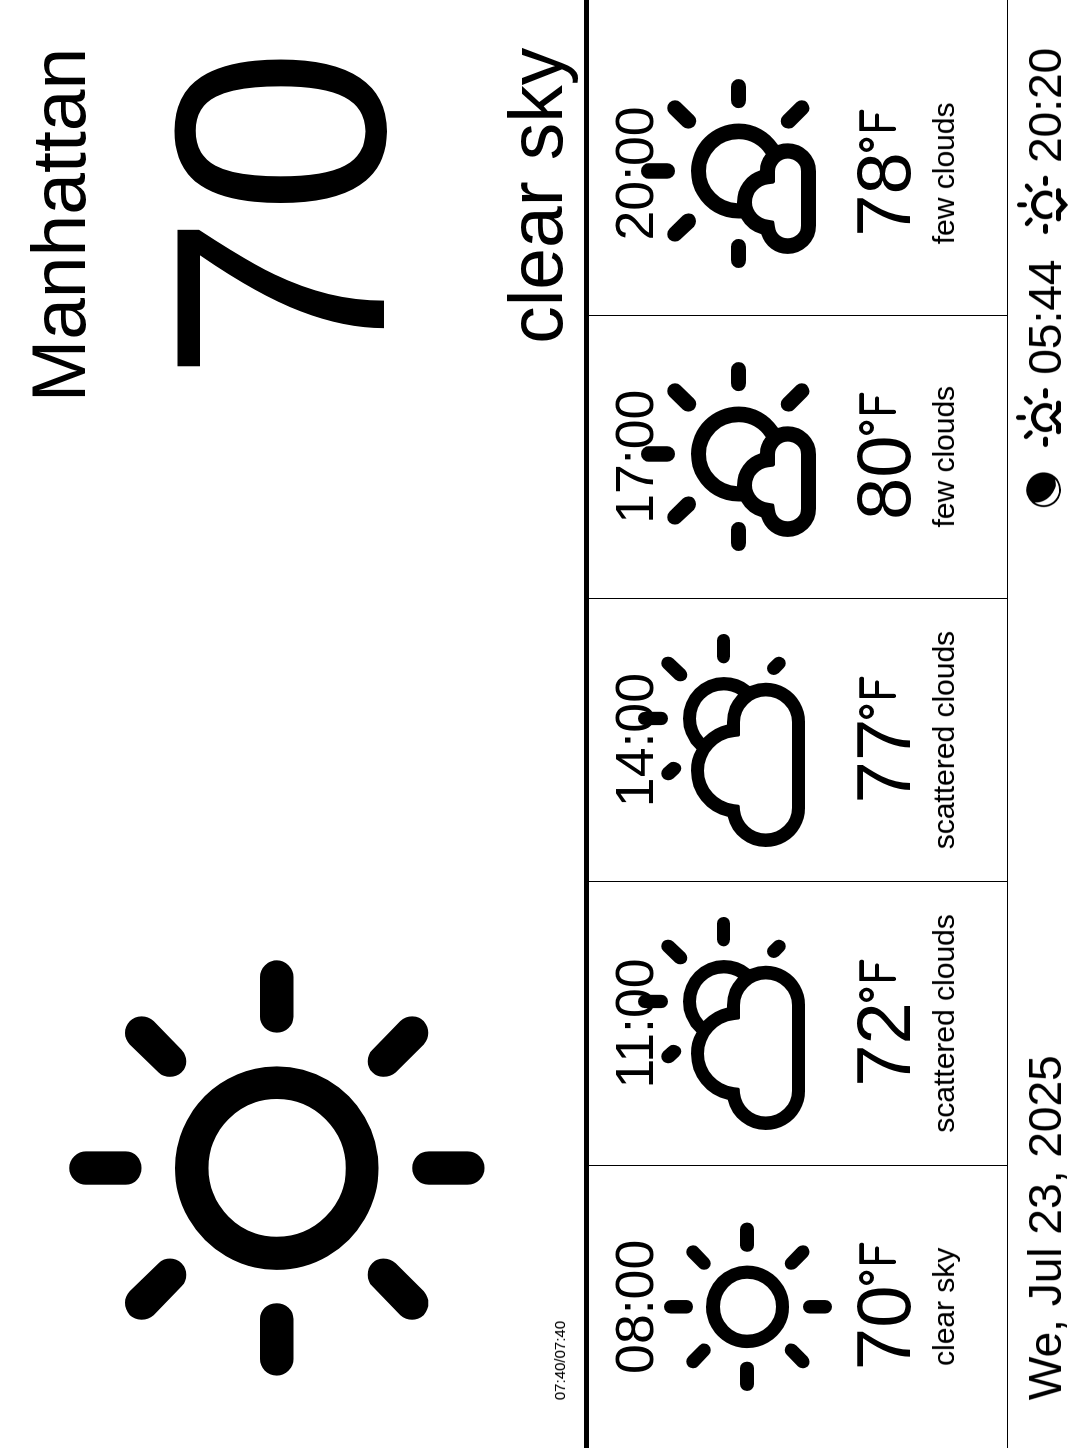 Manhattan
70
clear sky
07:40/07:40
08:00 11:00 14:00 17:00 20:00
70°F 72°F 77°F 80°F 78°F
clear sky scattered clouds scattered clouds few clouds few clouds
We, Jul 23, 2025 05:44 20:20